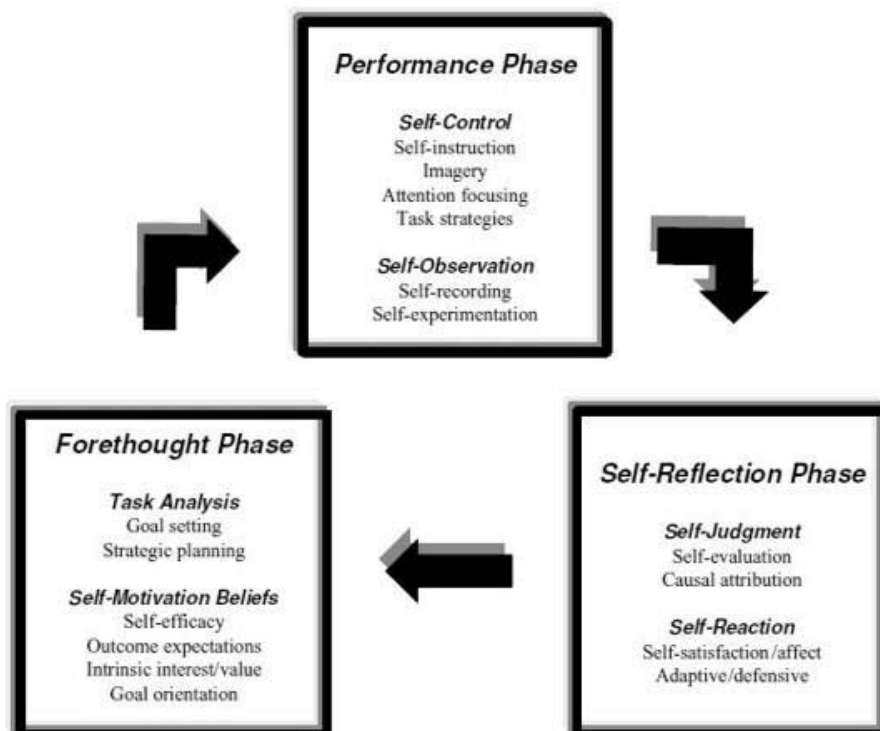 Performance Phase
Self-Control
Self-instruction
Imagery
Attention focusing
Task strategies
Self-Observation
Self-recording
Self-experimentation
Forethought Phase
Task Analysis
Goal setting
Strategic planning
Self-Motivation Beliefs
Self-efficacy
Outcome expectations
Intrinsic interest/value
Goal orientation
Self-Reflection Phase
Self-Judgment
Self-evaluation
Causal attribution
Self-Reaction
Self-satisfaction/affect
Adaptive/defensive